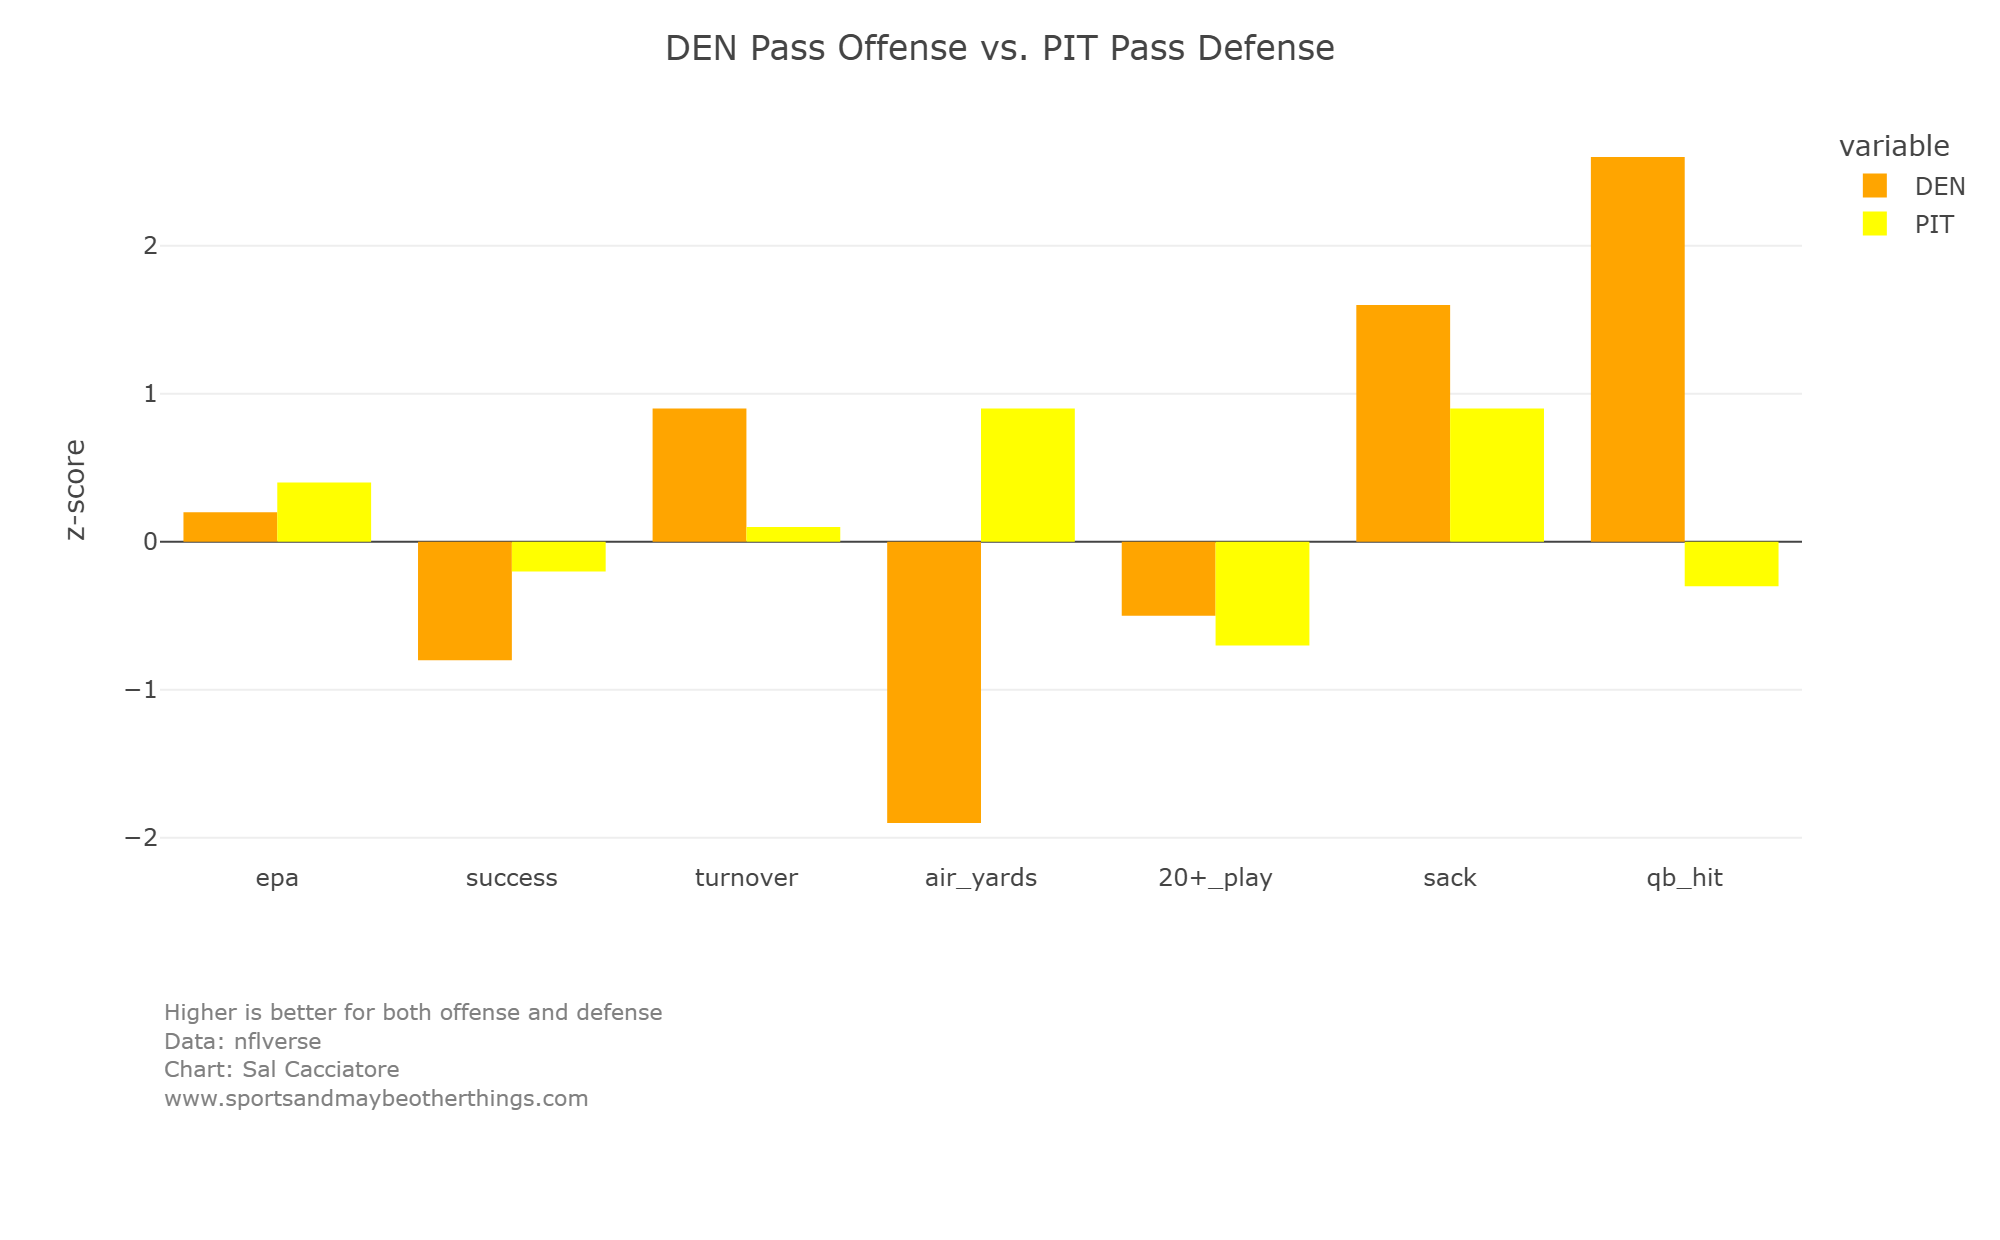 DEN Pass Offense vs. PIT Pass Defense
variable
DEN
PIT
z-score
2
1
0
−1
−2
epa
success
turnover
air_yards
20+_play
sack
qb_hit
Higher is better for both offense and defense
Data: nflverse
Chart: Sal Cacciatore
www.sportsandmaybeotherthings.com